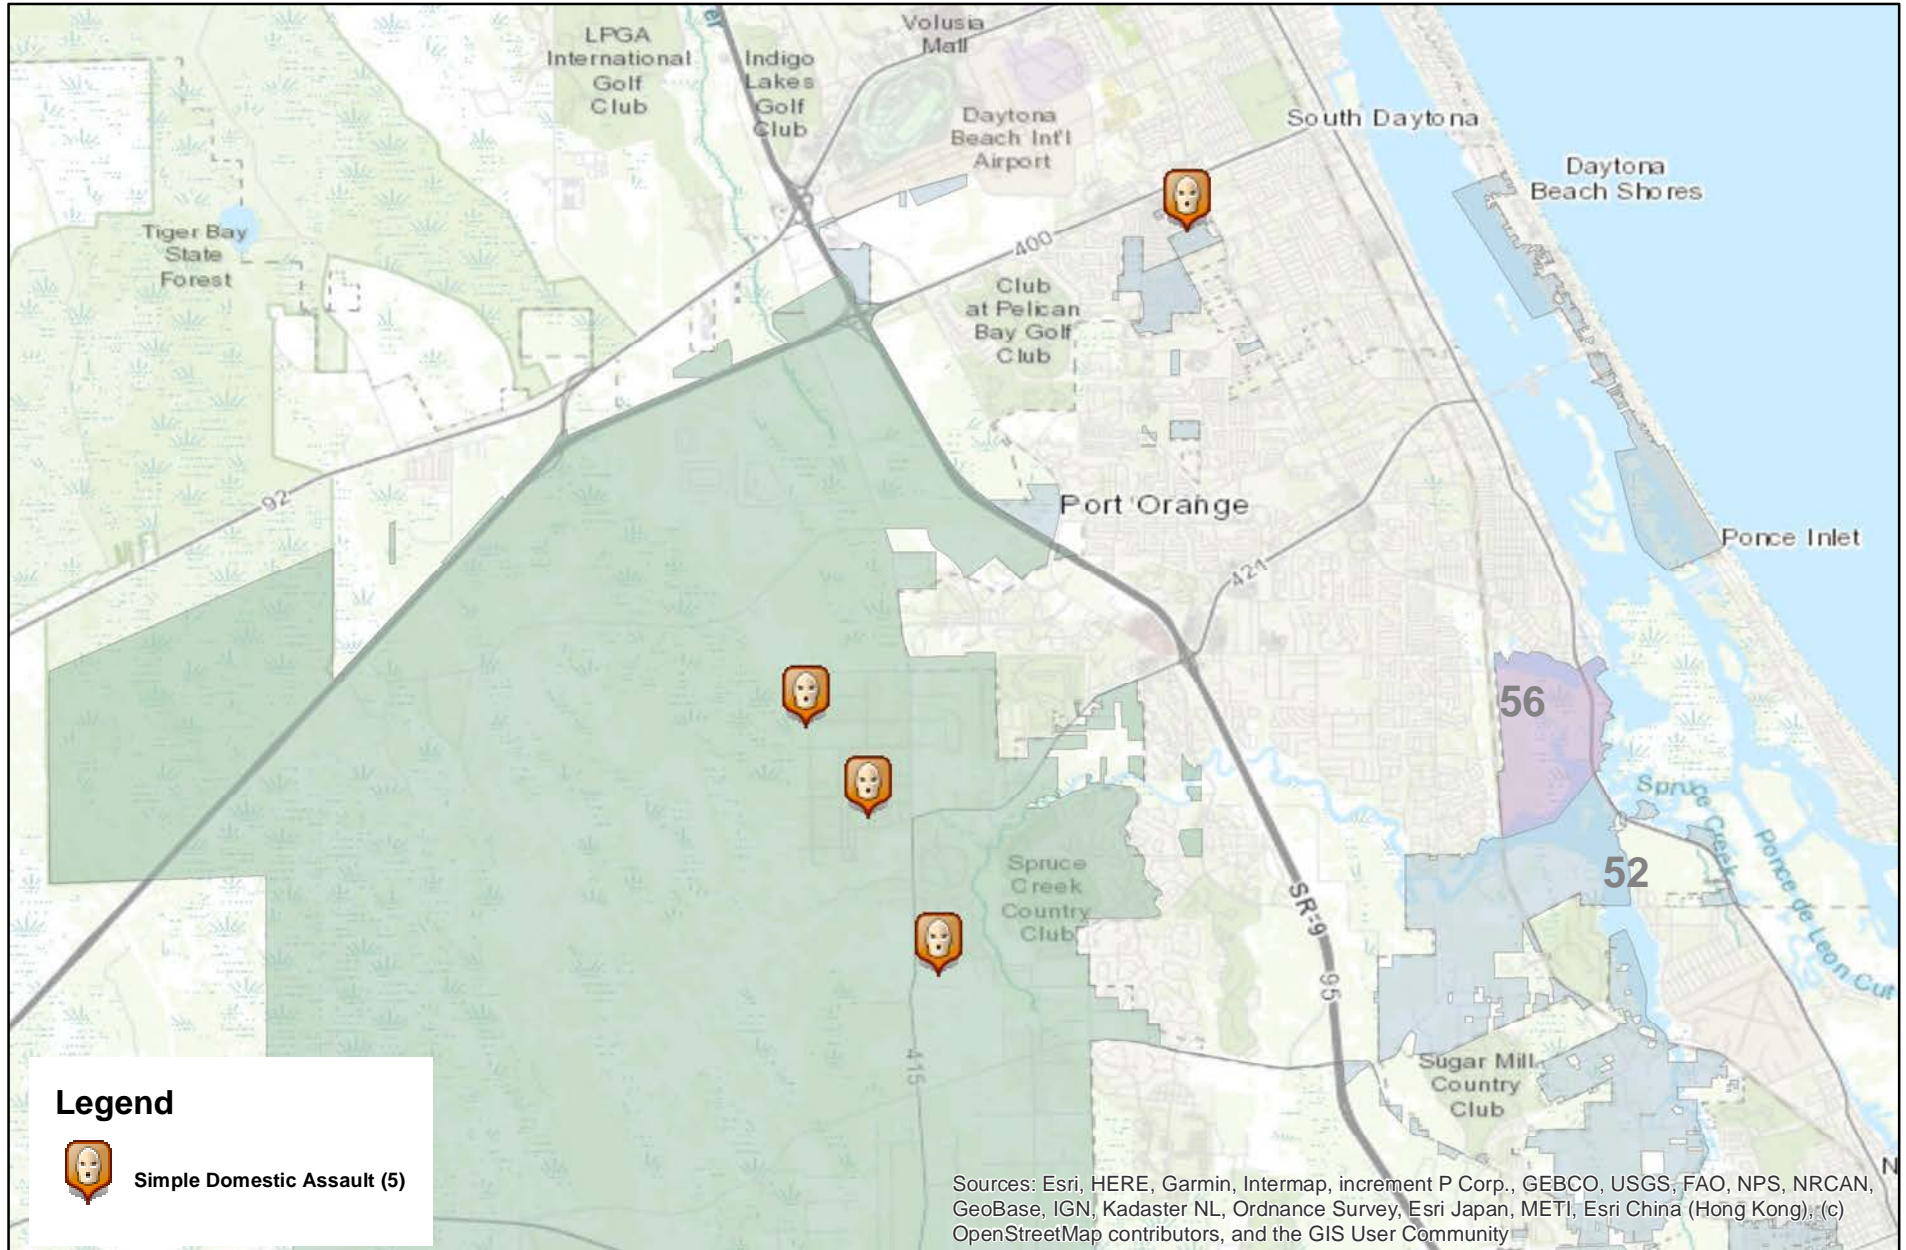 er
LPGA
International
Golf
Club
Indigo
Lakes
Golf
Club
Volusia
Mall
Daytona
Beach Int'l
Airport
South Daytona
Daytona
Beach Shores
Tiger Bay
State
Forest
400
Club
at Pelican
Bay Golf
Club
92
Port Orange
Ponce Inlet
421
56
Spruce Creek
52
Ponce de Leon Cut
Spruce
Creek
Country
Club
SR-9
95
415
Sugar Mill
Country
Club
N
Legend
Simple Domestic Assault (5)
Sources: Esri, HERE, Garmin, Intermap, increment P Corp., GEBCO, USGS, FAO, NPS, NRCAN,
GeoBase, IGN, Kadaster NL, Ordnance Survey, Esri Japan, METI, Esri China (Hong Kong), (c)
OpenStreetMap contributors, and the GIS User Community